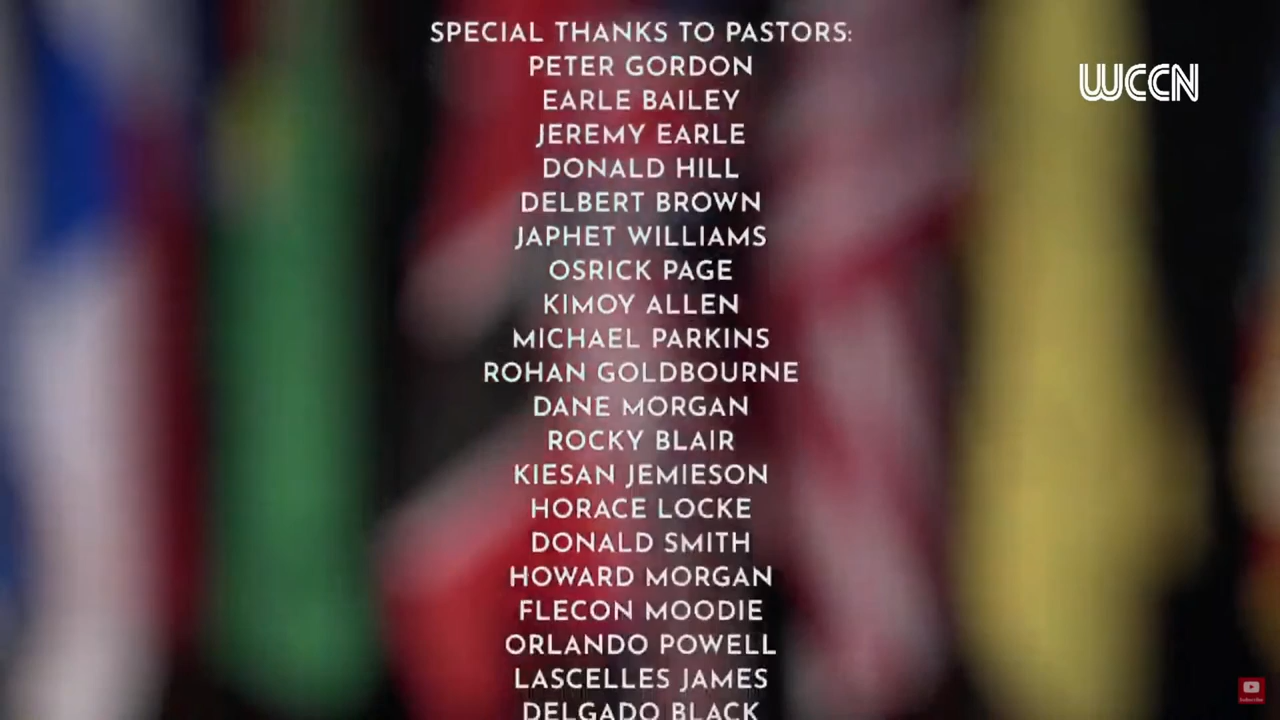 SPECIAL THANKS TO PASTORS:
PETER GORDON
WCCN
EARLE BAILEY
JEREMY EARLE
DONALD HILL
DELBERT BROWN
JAPHET WILLIAMS
OSRICK PAGE
KIMOY ALLEN
MICHAEL PARKINS
ROHAN GOLDBOURNE
DANE MORGAN
ROCKY BLAIR
KIESAN JEMIESON
HORACE LOCKE
DONALD SMITH
HOWARD MORGAN
FLECON MOODIE
ORLANDO POWELL
LASCELLES JAMES
Subscribe
DELGADO BLACK